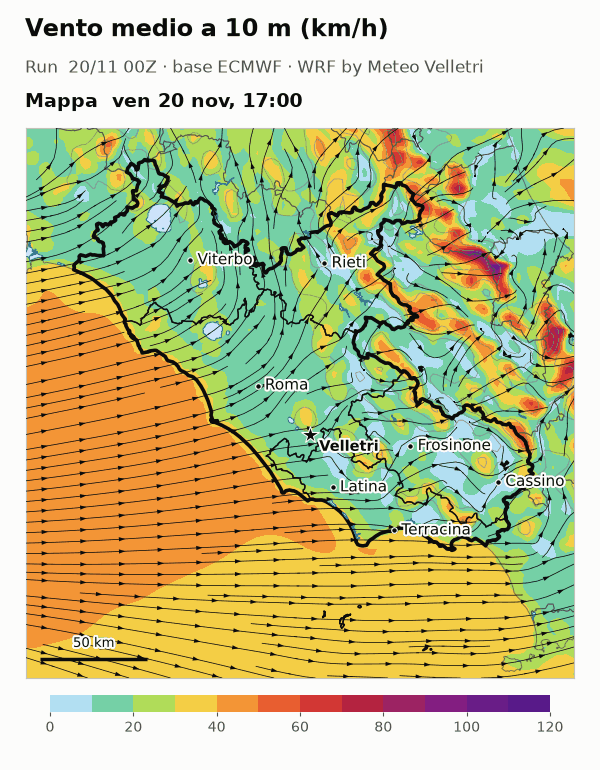 Vento medio a 10 m (km/h)
Run  20/11 00Z · base ECMWF · WRF by Meteo Velletri
Mappa  ven 20 nov, 17:00
Viterbo
Rieti
Roma
Velletri
Frosinone
Latina
Cassino
Terracina
50 km
0 20 40 60 80 100 120